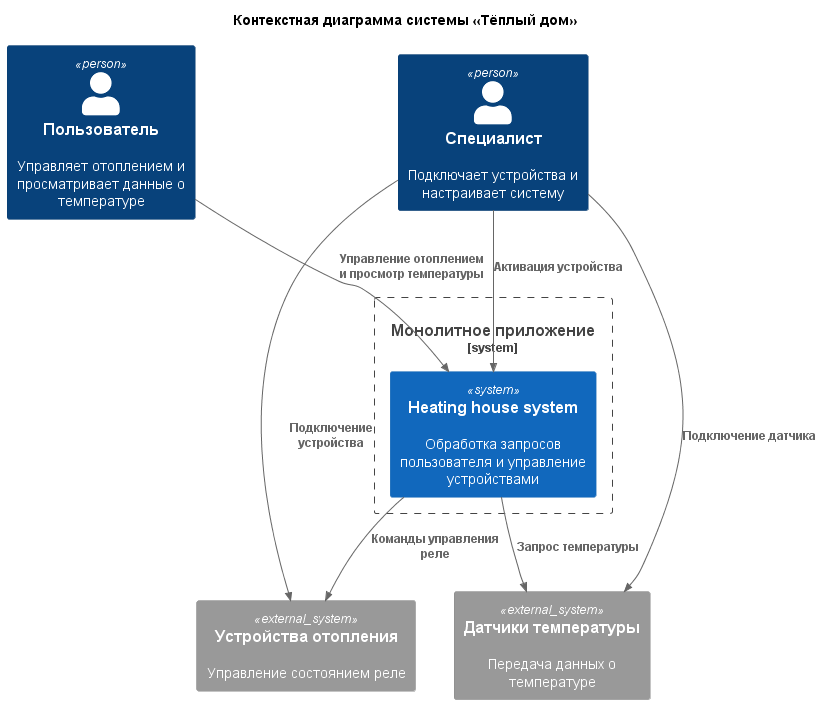 Контекстная диаграмма системы «Тёплый дом»
«person»
Пользователь
Управляет отоплением и
просматривает данные о
температуре
«person»
Специалист
Подключает устройства и
настраивает систему
Управление отоплением
и просмотр температуры
Активация устройства
Монолитное приложение
[system]
«system»
Heating house system
Обработка запросов
пользователя и управление
устройствами
Подключение
устройства
Подключение датчика
Команды управления
реле
Запрос температуры
«external_system»
Устройства отопления
Управление состоянием реле
«external_system»
Датчики температуры
Передача данных о
температуре